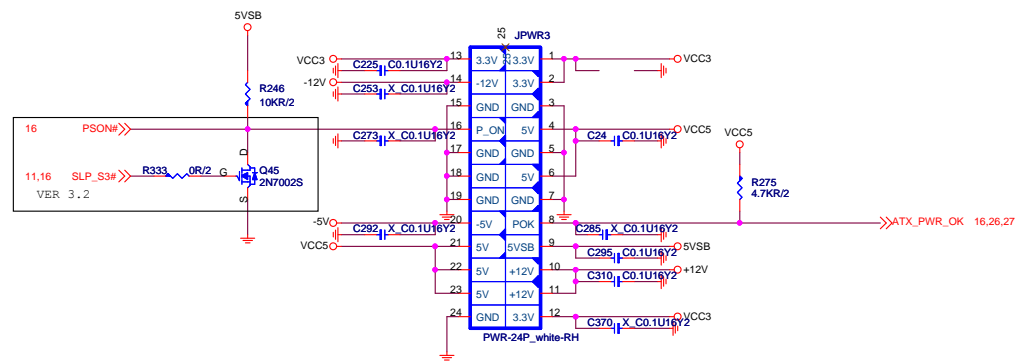 5VSB
R246
10KR/2
16
PSON#
D
11,16
SLP_S3#
R333
0R/2
G
Q45
2N7002S
VER 3.2
S
25
JPWR3
VCC3
C225
C0.1U16Y2
13
3.3V
3.3V
1
VCC3
-12V
C253
X_C0.1U16Y2
14
-12V
3.3V
2
15
GND
GND
3
16
P_ON
5V
4
VCC5
C273
X_C0.1U16Y2
C24
C0.1U16Y2
17
GND
GND
5
18
GND
5V
6
19
GND
GND
7
-5V
20
-5V
POK
8
C292
X_C0.1U16Y2
C285
X_C0.1U16Y2
VCC5
21
5V
5VSB
9
5VSB
C295
C0.1U16Y2
22
5V
+12V
10
+12V
C310
C0.1U16Y2
23
5V
+12V
11
24
GND
3.3V
12
VCC3
C370
X_C0.1U16Y2
PWR-24P_white-RH
VCC5
R275
4.7KR/2
ATX_PWR_OK
16,26,27